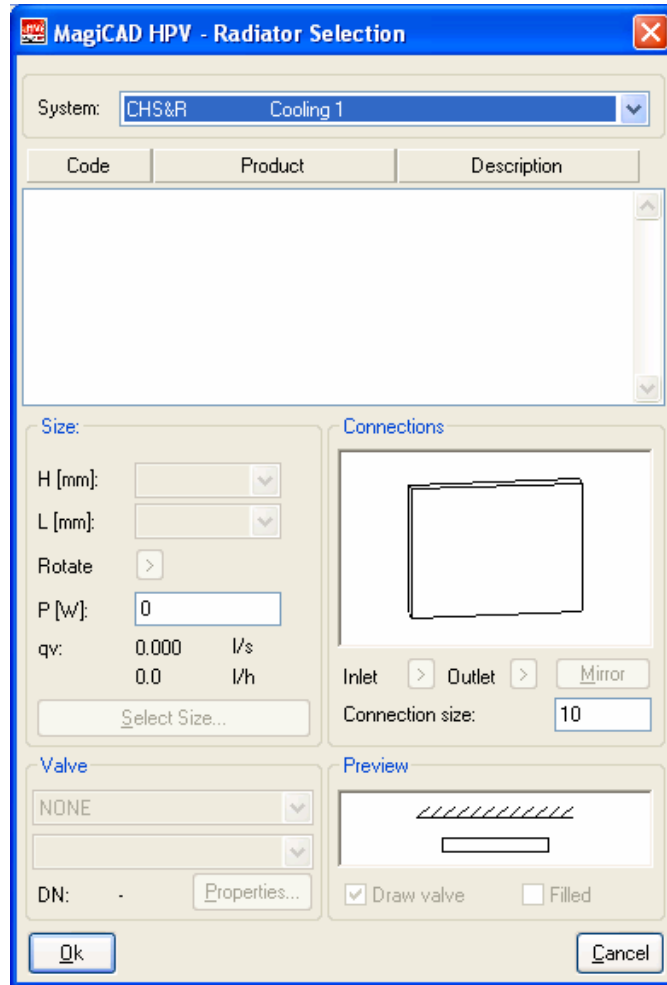 MagiCAD HPV - Radiator Selection
System: CHS&R Cooling 1
Code Product Description
Size:
H [mm]:
L [mm]:
Rotate >
P [W]: 0
qv: 0.000 l/s
0.0 l/h
Select Size...
Connections
Inlet > Outlet > Mirror
Connection size: 10
Valve
NONE
DN: - Properties...
Preview
Draw valve Filled
Ok Cancel